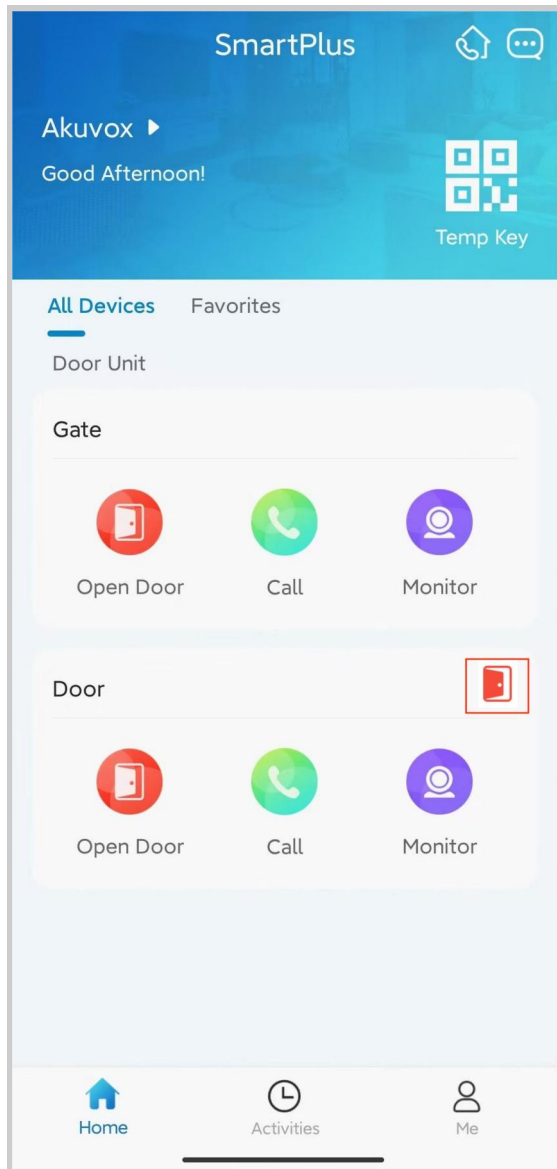 SmartPlus
Akuvox
Good Afternoon!
Temp Key
All Devices Favorites
Door Unit
Gate
Open Door Call Monitor
Door
Open Door Call Monitor
Home Activities Me